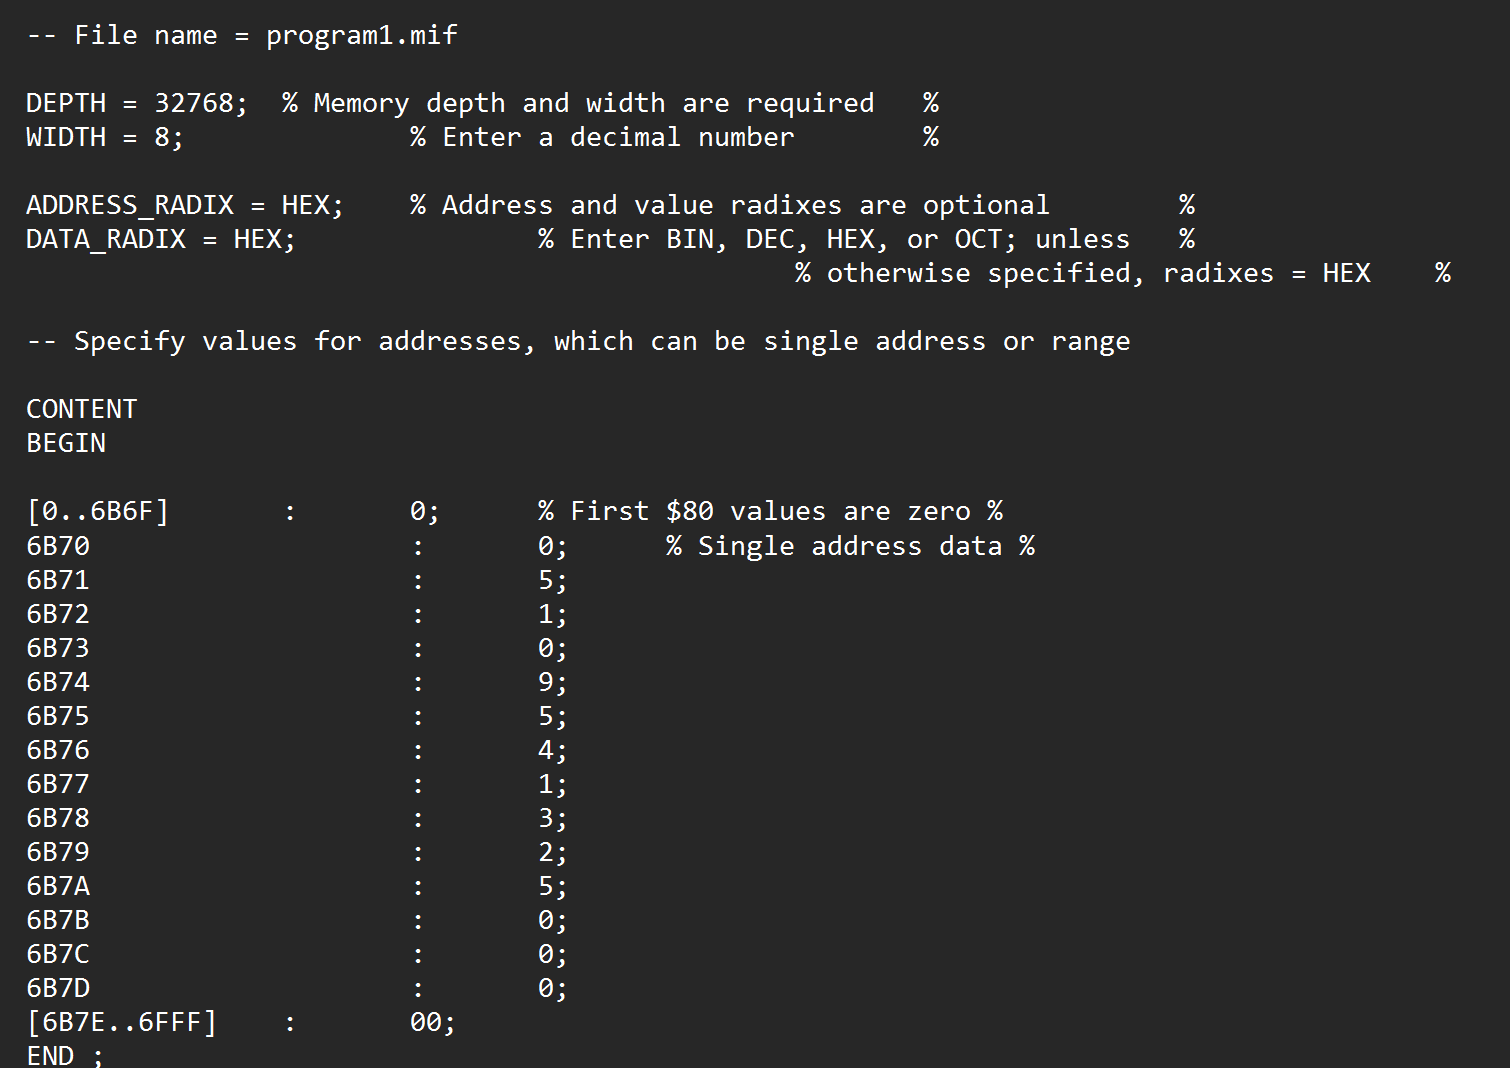 -- File name = program1.mif
DEPTH = 32768;  % Memory depth and width are required   %
WIDTH = 8;              % Enter a decimal number        %
ADDRESS_RADIX = HEX;    % Address and value radixes are optional        %
DATA_RADIX = HEX;               % Enter BIN, DEC, HEX, or OCT; unless   %
% otherwise specified, radixes = HEX    %
-- Specify values for addresses, which can be single address or range
CONTENT
BEGIN
[0..6B6F]       :       0;      % First $80 values are zero %
6B70                    :       0;      % Single address data %
6B71                    :       5;
6B72                    :       1;
6B73                    :       0;
6B74                    :       9;
6B75                    :       5;
6B76                    :       4;
6B77                    :       1;
6B78                    :       3;
6B79                    :       2;
6B7A                    :       5;
6B7B                    :       0;
6B7C                    :       0;
6B7D                    :       0;
[6B7E..6FFF]    :       00;
END ;